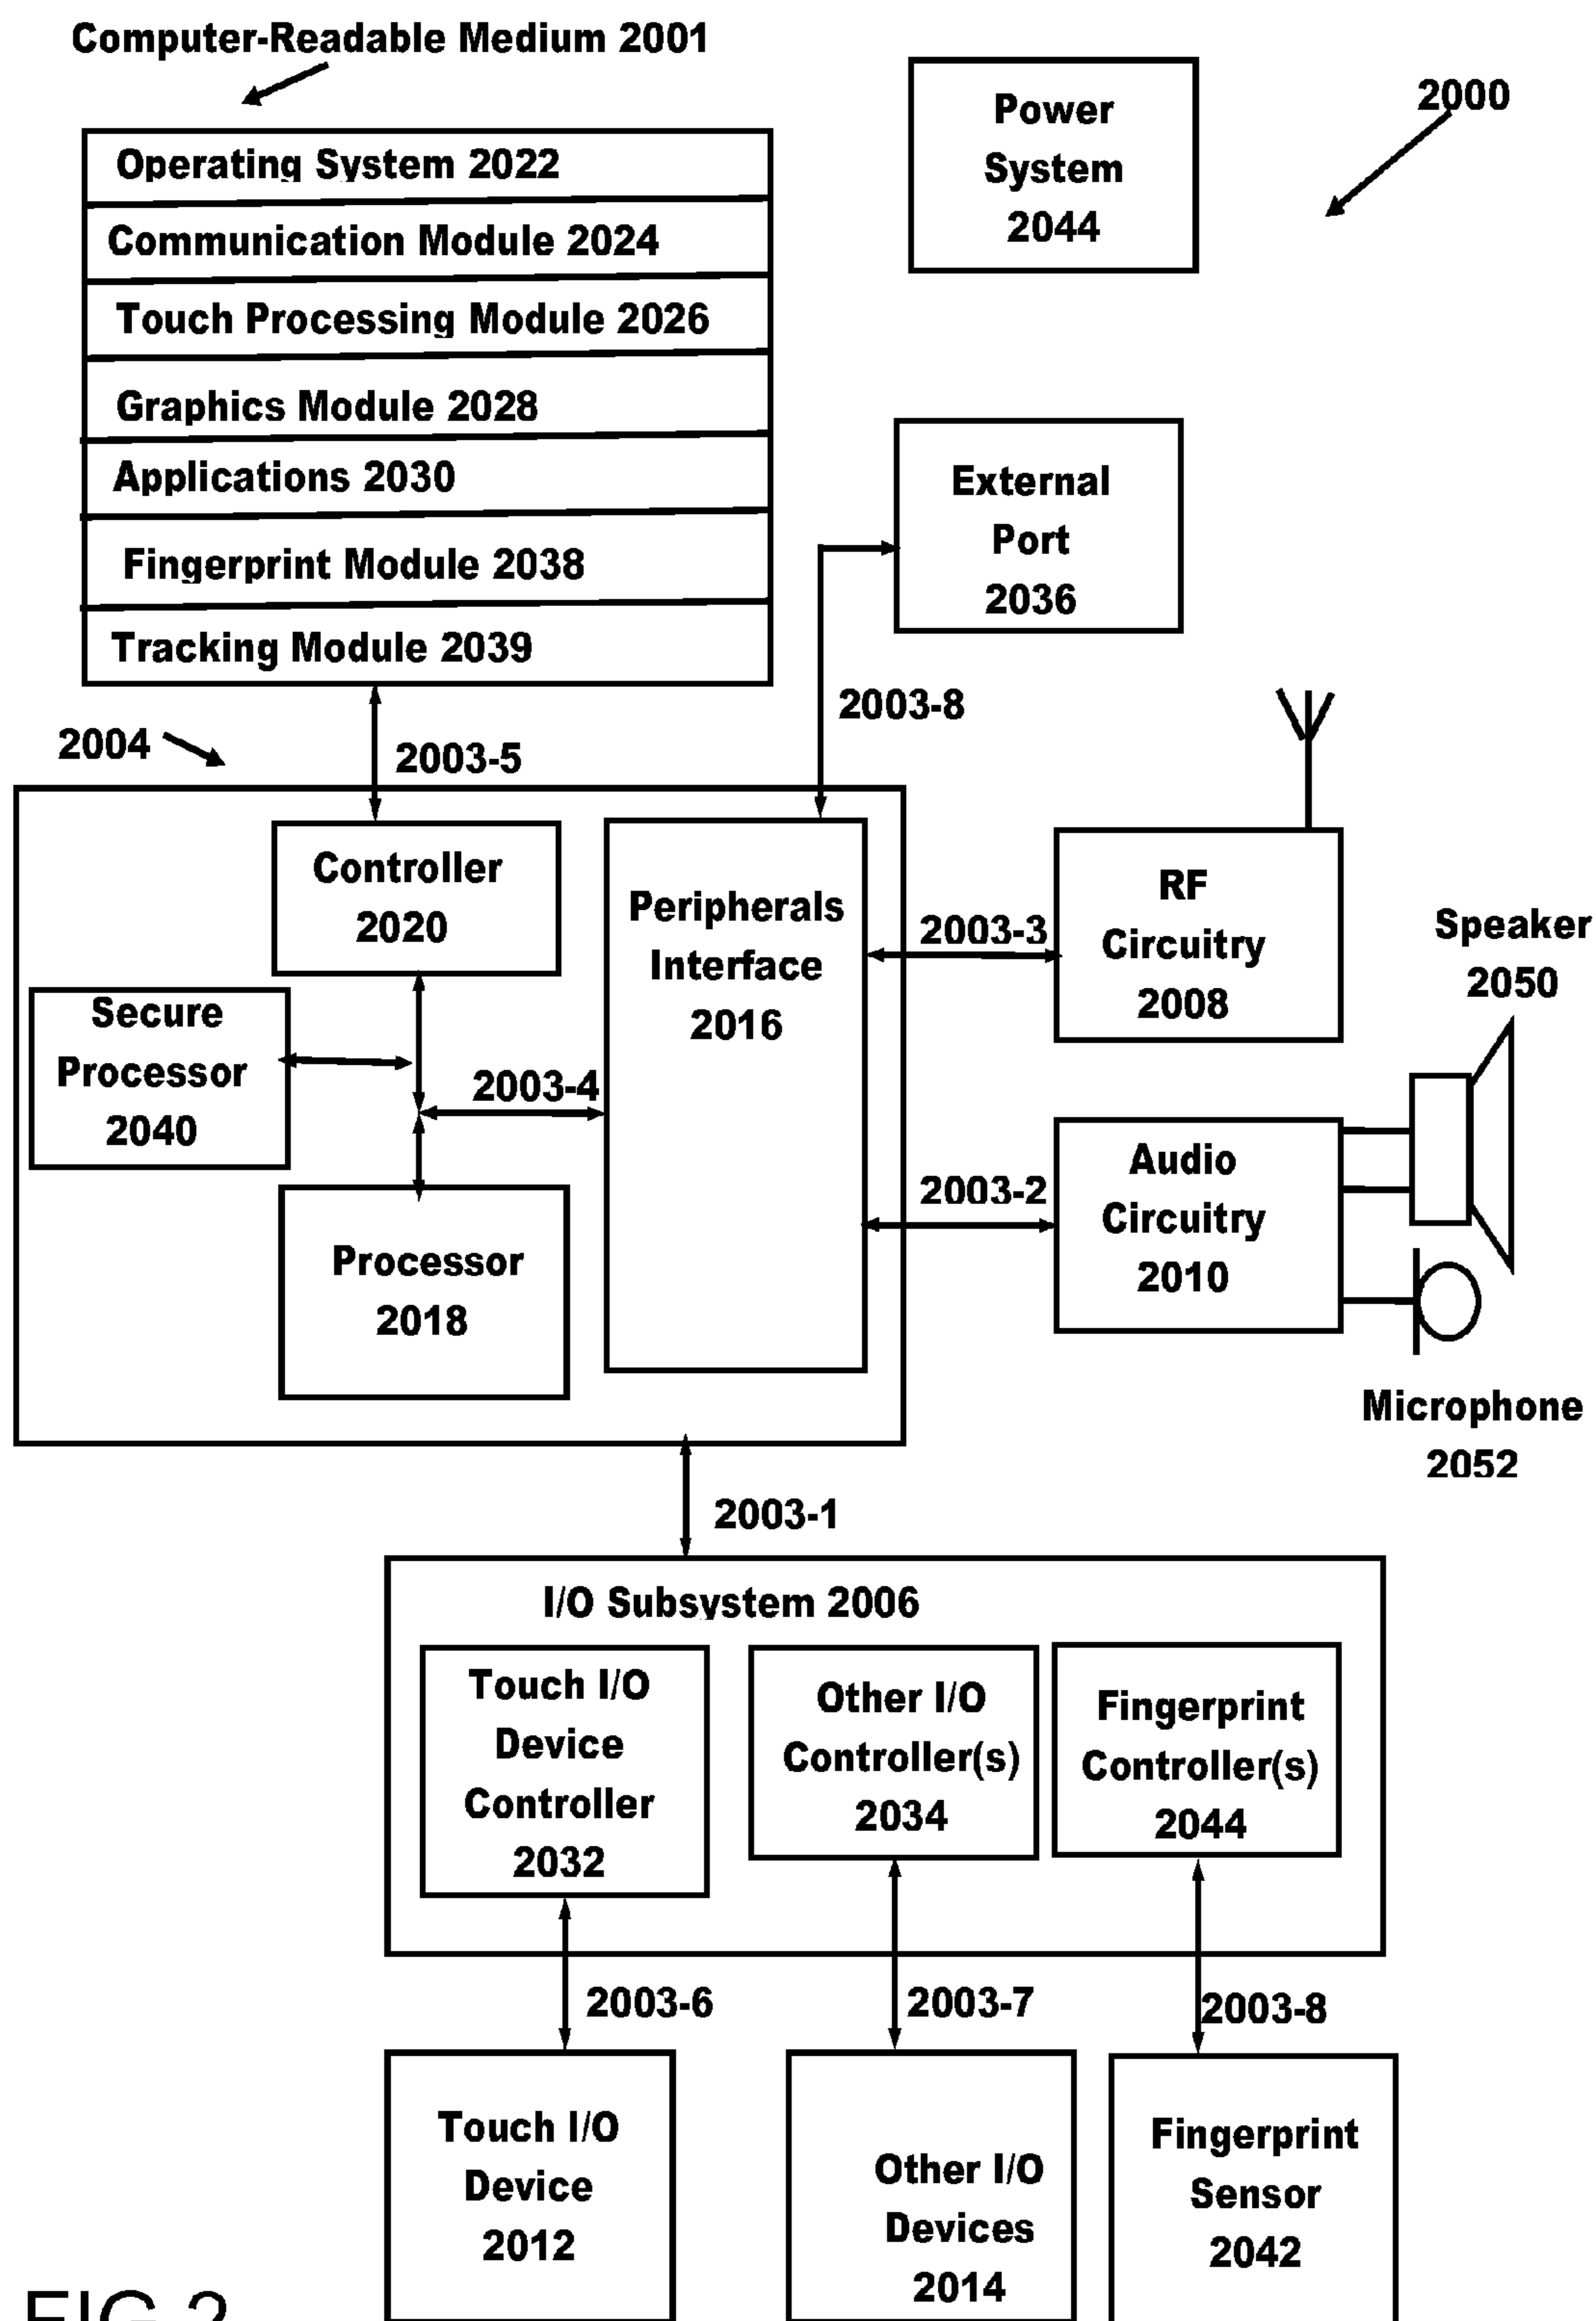 Computer-Readable Medium 2001
Power
System
2044
2000
Operating System 2022
Communication Module 2024
Touch Processing Module 2026
Graphics Module 2028
Applications 2030
Fingerprint Module 2038
Tracking Module 2039
External
Port
2036
2003-8
2004
2003-5
Controller
2020
Peripherals
Interface
2016
Secure
Processor
2040
2003-4
Processor
2018
2003-3
RF
Circuitry
2008
Speaker
2050
2003-2
Audio
Circuitry
2010
Microphone
2052
2003-1
I/O Subsystem 2006
Touch I/O
Device
Controller
2032
Other I/O
Controller(s)
2034
Fingerprint
Controller(s)
2044
2003-6
2003-7
2003-8
Touch I/O
Device
2012
Other I/O
Devices
2014
Fingerprint
Sensor
2042
FIG 2